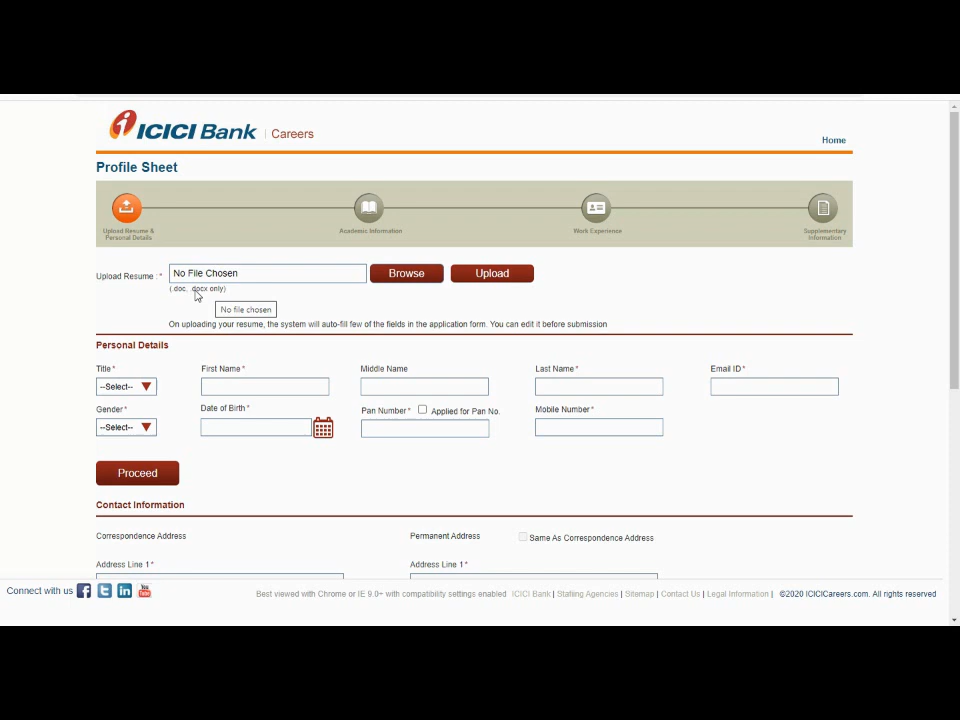 ICICI Bank | Careers
Home
Profile Sheet
Upload Resume & Personal Details
Academic Information
Work Experience
Supplementary Information
Upload Resume : * No File Chosen Browse Upload
(.doc, .docx only)
No file chosen
On uploading your resume, the system will auto-fill few of the fields in the application form. You can edit it before submission
Personal Details
Title * First Name * Middle Name Last Name * Email ID *
--Select--
Gender * Date of Birth * Pan Number * Applied for Pan No. Mobile Number *
--Select--
Proceed
Contact Information
Correspondence Address Permanent Address Same As Correspondence Address
Address Line 1 * Address Line 1 *
Connect with us f t in You Tube Best viewed with Chrome or IE 9.0+ with compatibility settings enabled ICICI Bank | Staffing Agencies | Sitemap | Contact Us | Legal Information | ©2020 ICICICareers.com. All rights reserved